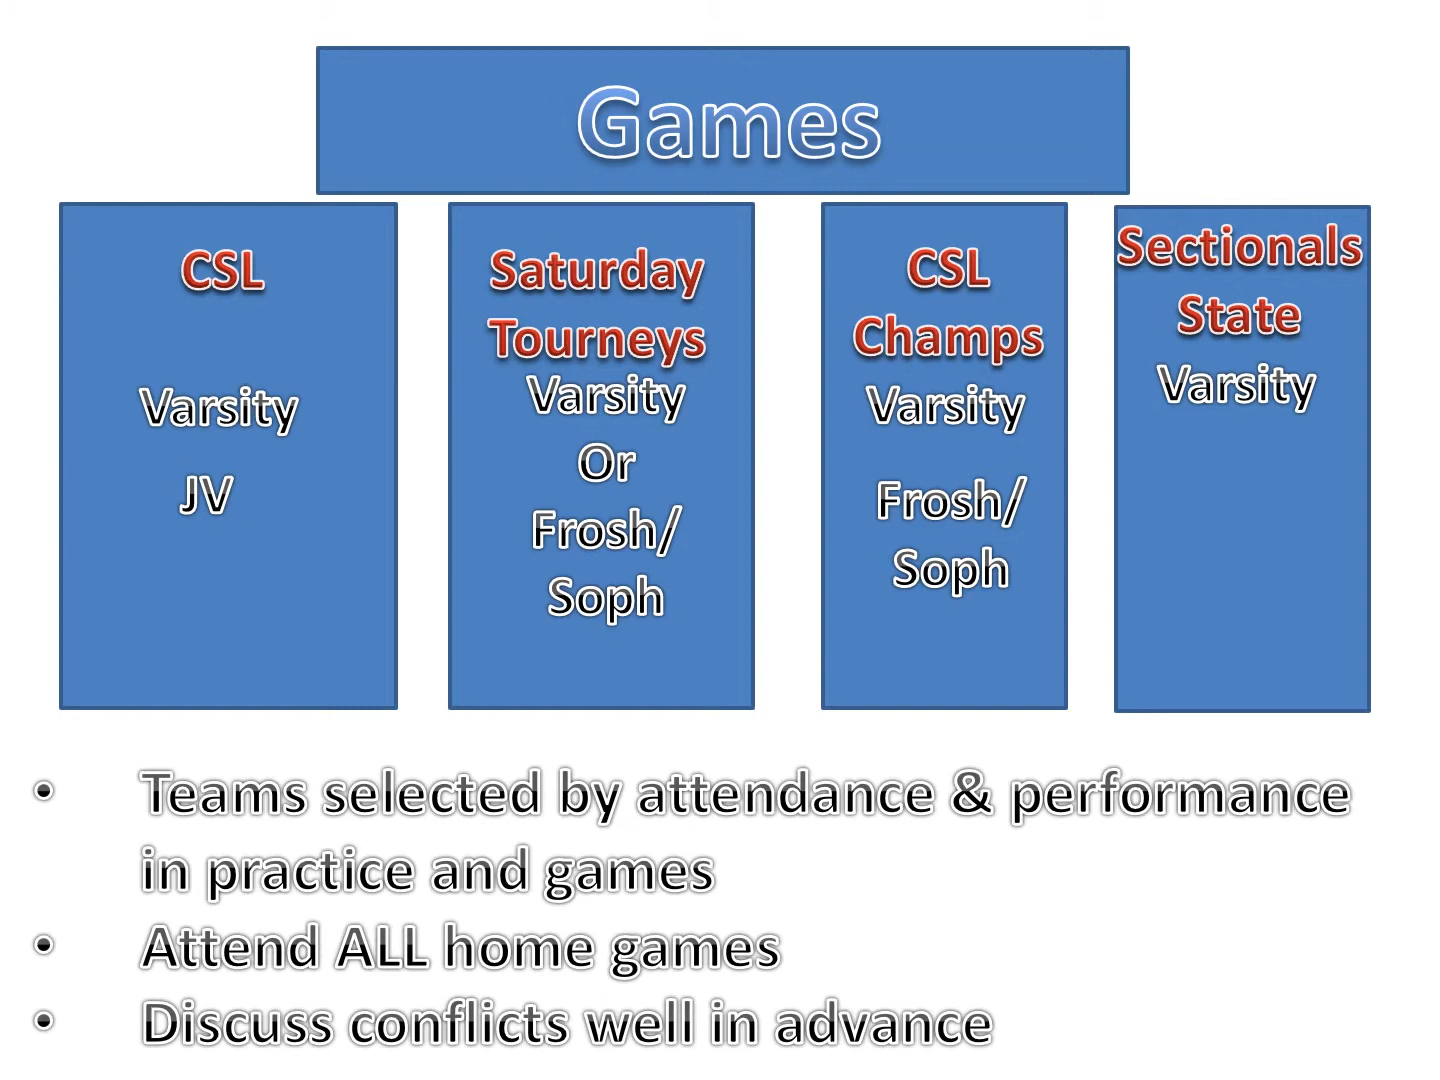 Games
CSL
Varsity
JV
Saturday
Tourneys
Varsity
Or
Frosh/
Soph
CSL
Champs
Varsity
Frosh/
Soph
Sectionals
State
Varsity
• Teams selected by attendance & performance
in practice and games
• Attend ALL home games
• Discuss conflicts well in advance